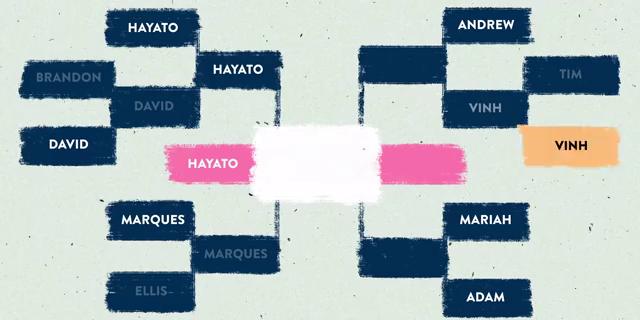 HAYATO
HAYATO
BRANDON
DAVID
DAVID
HAYATO
MARQUES
MARQUES
ELLIS
ANDREW
TIM
VINH
VINH
MARIAH
ADAM